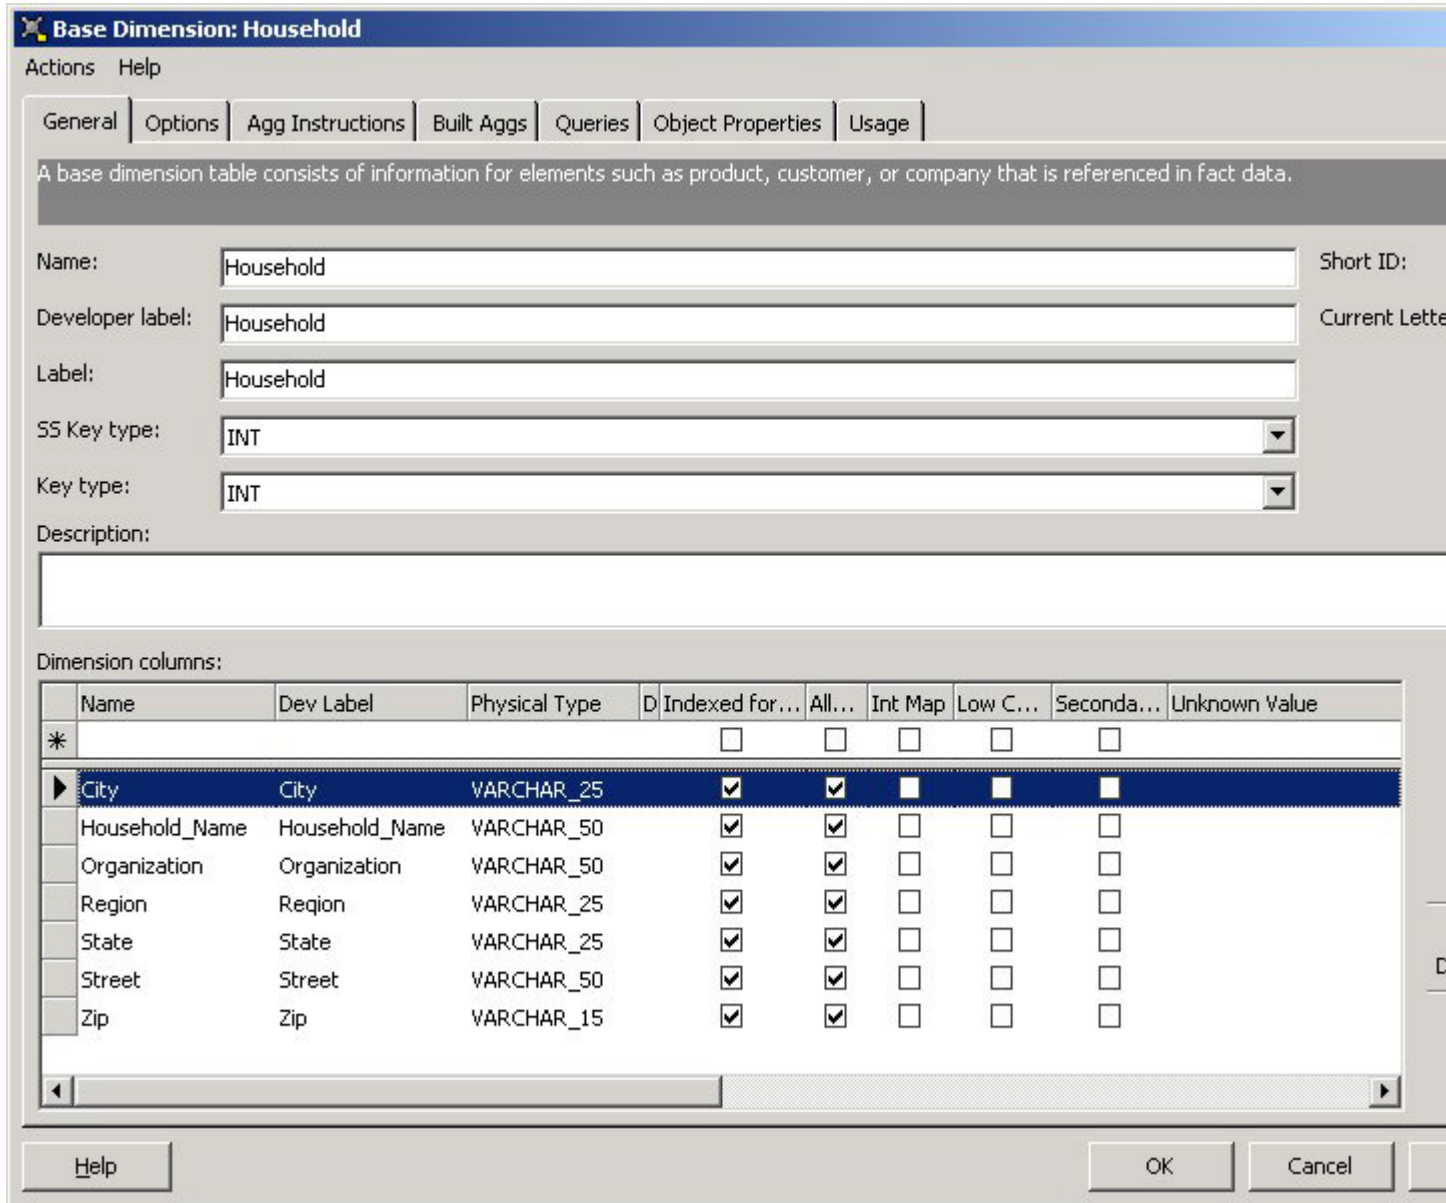 Base Dimension: Household
Actions Help
General Options Agg Instructions Built Aggs Queries Object Properties Usage
A base dimension table consists of information for elements such as product, customer, or company that is referenced in fact data.
Name: Household Short ID:
Developer label: Household Current Lette
Label: Household
SS Key type: INT
Key type: INT
Description:
Dimension columns:
Name Dev Label Physical Type D Indexed for... All... Int Map Low C... Seconda... Unknown Value
City City VARCHAR_25
Household_Name Household_Name VARCHAR_50
Organization Organization VARCHAR_50
Region Region VARCHAR_25
State State VARCHAR_25
Street Street VARCHAR_50
D
Zip Zip VARCHAR_15
Help OK Cancel